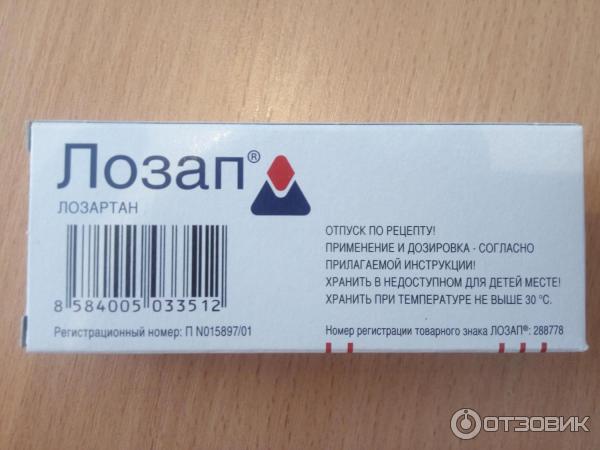 Лозап®
ЛОЗАРТАН
8 584005 033512
Регистрационный номер: П N015897/01
ОТПУСК ПО РЕЦЕПТУ!
ПРИМЕНЕНИЕ И ДОЗИРОВКА - СОГЛАСНО
ПРИЛАГАЕМОЙ ИНСТРУКЦИИ!
ХРАНИТЬ В НЕДОСТУПНОМ ДЛЯ ДЕТЕЙ МЕСТЕ!
ХРАНИТЬ ПРИ ТЕМПЕРАТУРЕ НЕ ВЫШЕ 30 °C.
Номер регистрации товарного знака ЛОЗАП®: 288778
ОТЗОВИК